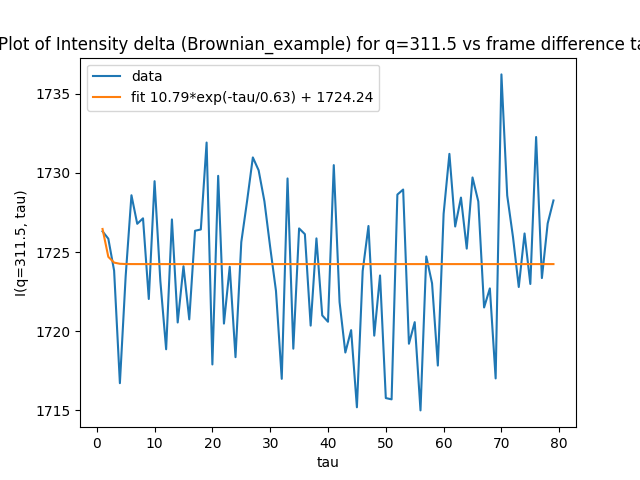 Plot of Intensity delta (Brownian_example) for q=311.5 vs frame difference ta
data
fit 10.79*exp(-tau/0.63) + 1724.24
I(q=311.5, tau)
1735
1730
1725
1720
1715
0 10 20 30 40 50 60 70 80
tau